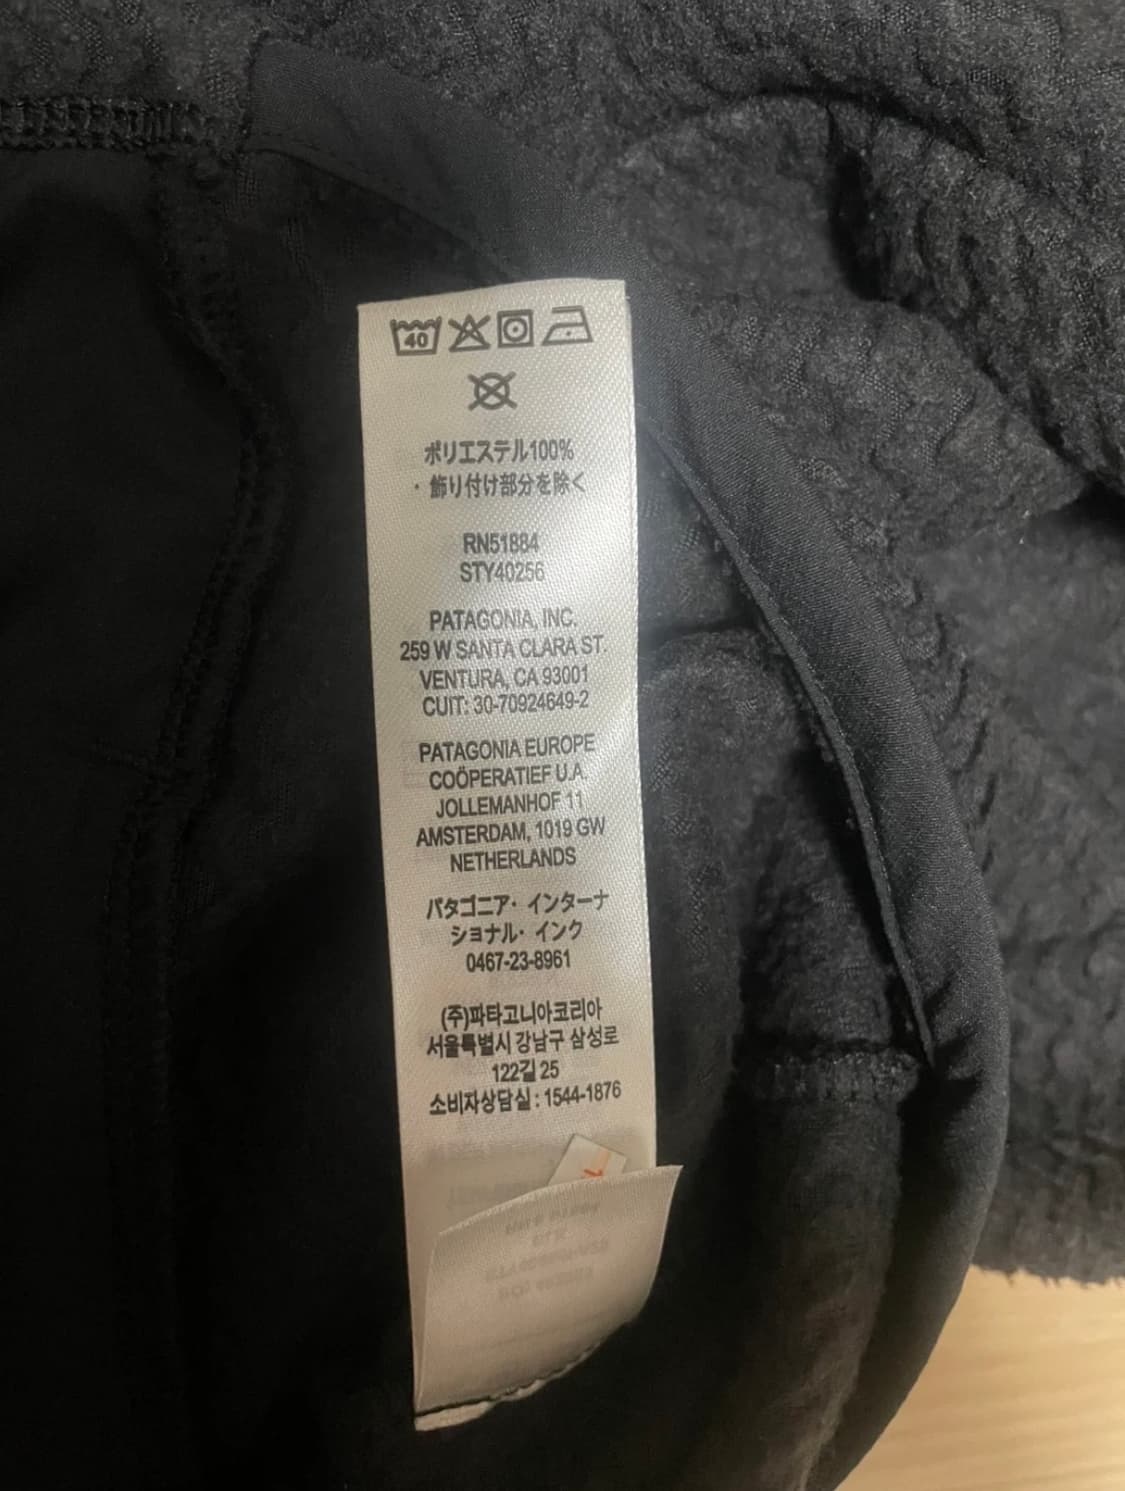 40
ポリエステル100%
・飾り付け部分を除く
RN51884
STY40256
PATAGONIA, INC.
259 W SANTA CLARA ST.
VENTURA, CA 93001
CUIT: 30-70924649-2
PATAGONIA EUROPE
COÖPERATIEF U.A.
JOLLEMANHOF 11
AMSTERDAM, 1019 GW
NETHERLANDS
パタゴニア・インターナ
ショナル・インク
0467-23-8961
(주)파타고니아코리아
서울특별시 강남구 삼성로
122길 25
소비자상담실 : 1544-1876